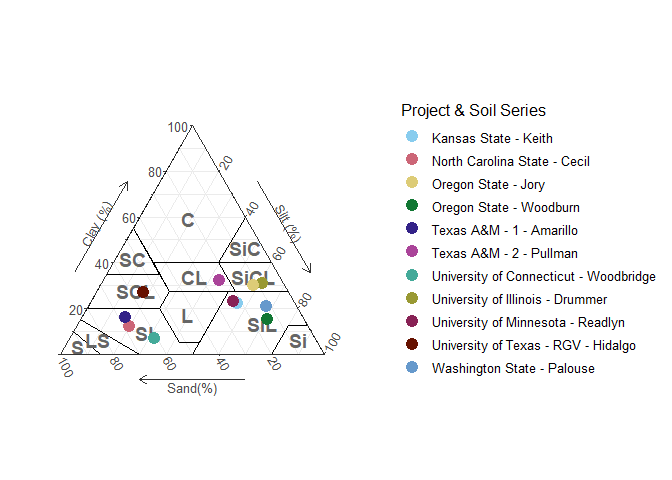 Project & Soil Series
Kansas State - Keith
North Carolina State - Cecil
Oregon State - Jory
Oregon State - Woodburn
Texas A&M - 1 - Amarillo
Texas A&M - 2 - Pullman
University of Connecticut - Woodbridge
University of Illinois - Drummer
University of Minnesota - Readlyn
University of Texas - RGV - Hidalgo
Washington State - Palouse
100
80
60
40
20
Clay (%)
20
40
60
80
100
Silt (%)
100
80
60
40
20
Sand(%)
C
SiC
SC
CL
SiCL
SCL
L
SL
SiL
LS
S
Si